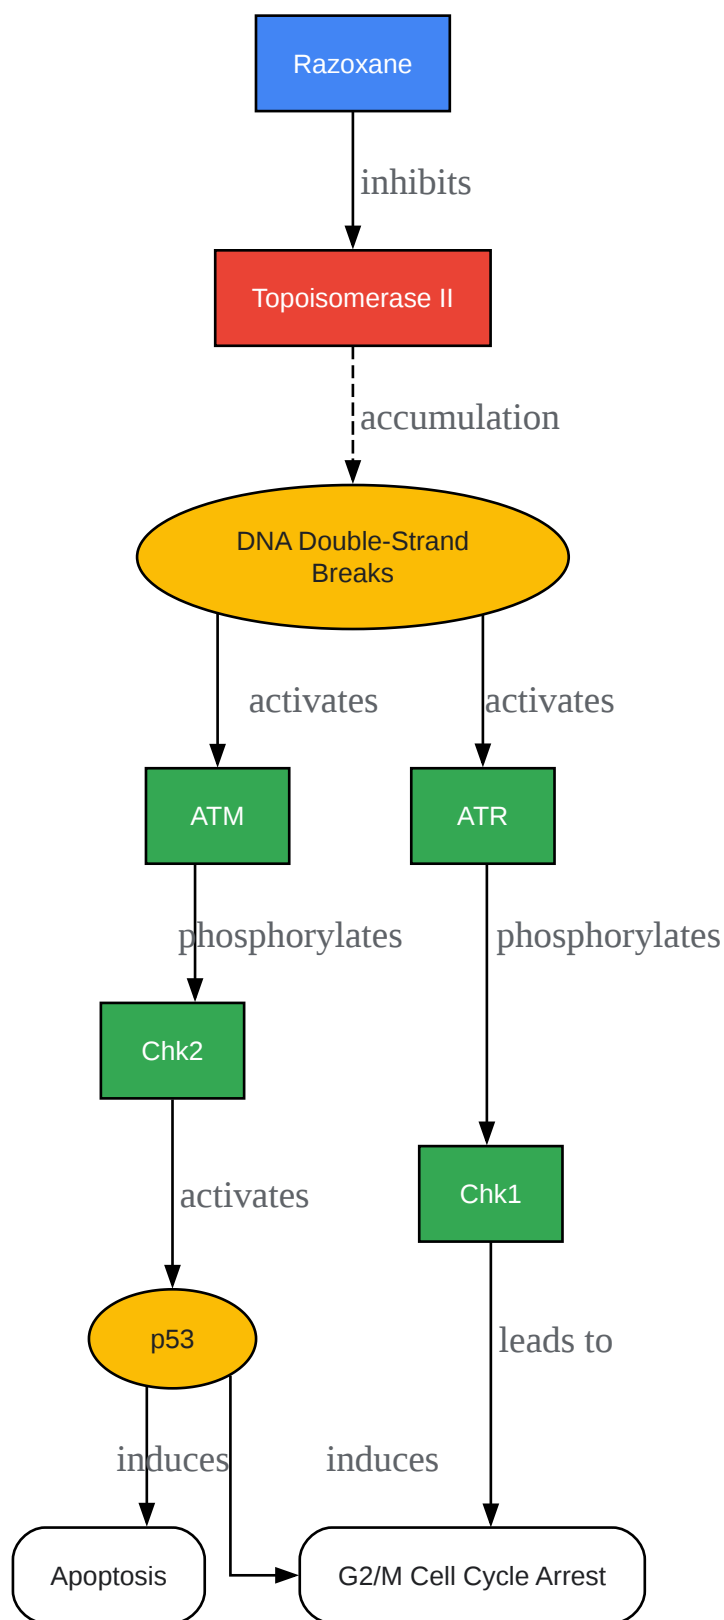 Razoxane
inhibits
Topoisomerase II
accumulation
DNA Double-Strand
Breaks
activates
activates
ATM
ATR
phosphorylates
phosphorylates
Chk2
Chk1
activates
p53
leads to
induces
induces
Apoptosis
G2/M Cell Cycle Arrest